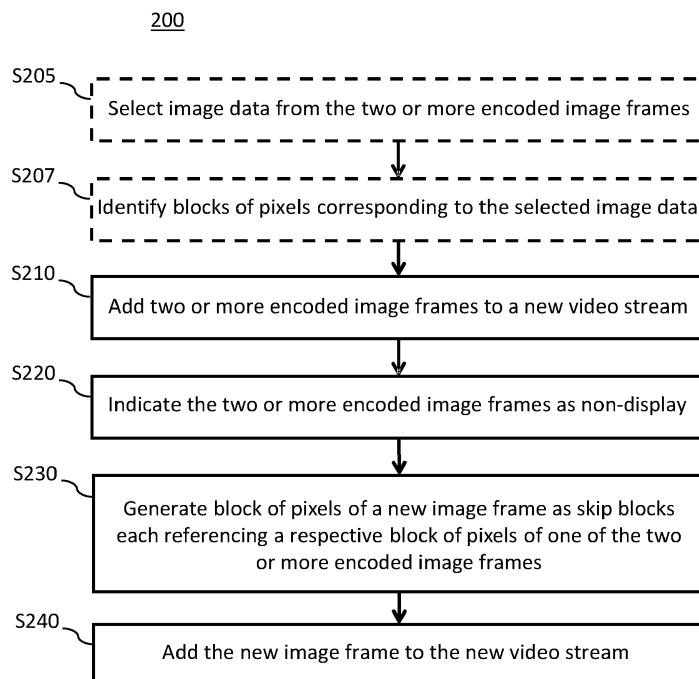 200
S205
Select image data from the two or more encoded image frames
S207
Identify blocks of pixels corresponding to the selected image data
S210
Add two or more encoded image frames to a new video stream
S220
Indicate the two or more encoded image frames as non-display
S230
Generate block of pixels of a new image frame as skip blocks
each referencing a respective block of pixels of one of the two
or more encoded image frames
S240
Add the new image frame to the new video stream